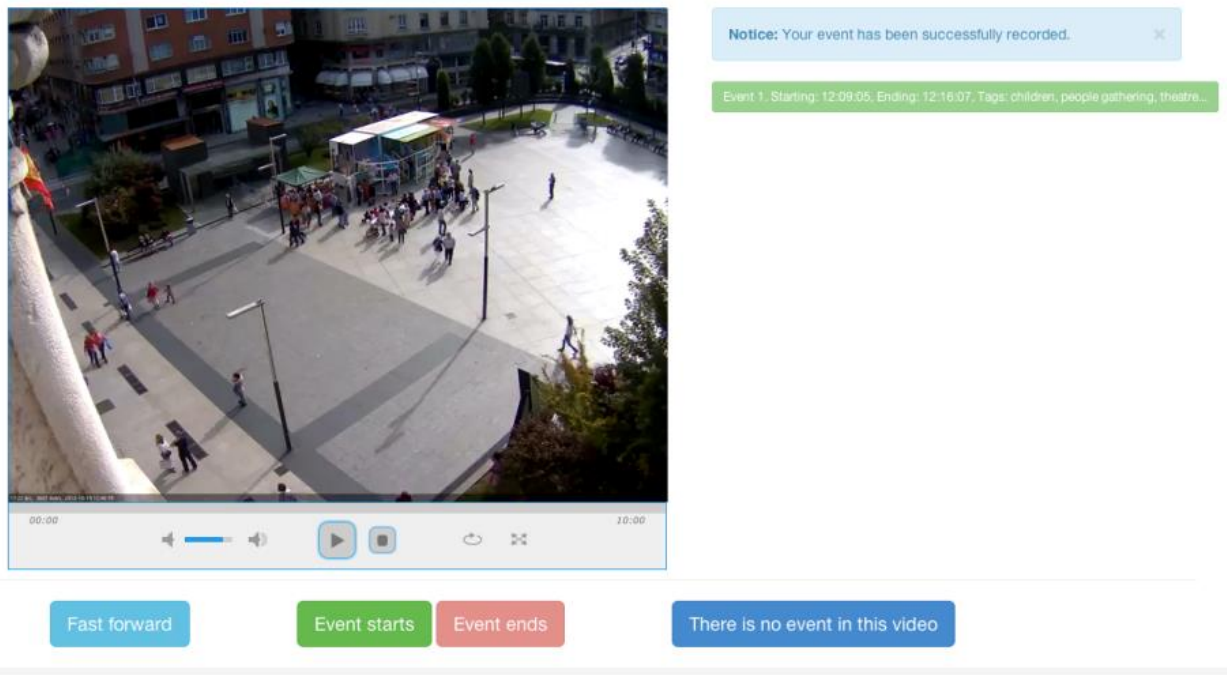 Notice: Your event has been successfully recorded. ×
Event 1. Starting: 12:09:05, Ending: 12:16:07, Tags: children, people gathering, theatre...
00:00
10:00
Fast forward
Event starts
Event ends
There is no event in this video